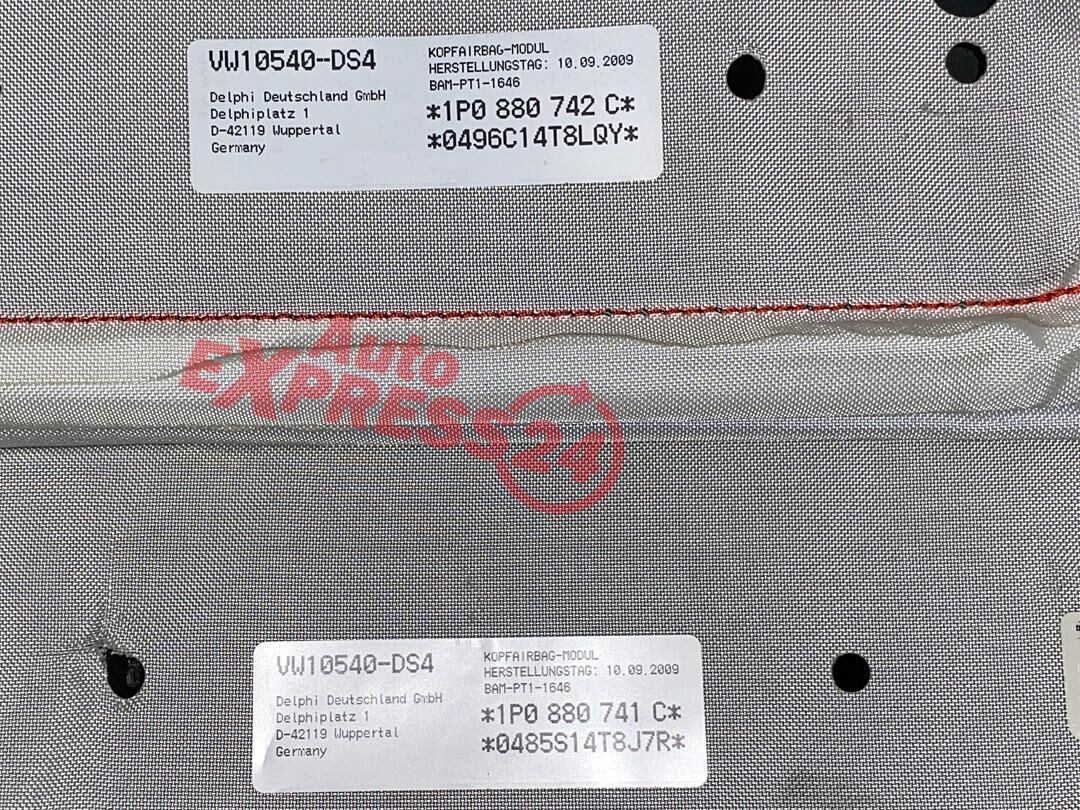 VW10540-DS4
Delphi Deutschland GmbH
Delphiplatz 1
D-42119 Wuppertal
Germany
KOPFAIRBAG-MODUL
HERSTELLUNGSTAG: 10.09.2009
BAM-PT1-1646
*1P0 880 742 C*
*0496C14T8LQY*
Auto
EXPRESS24
VW10540-DS4
Delphi Deutschland GmbH
Delphiplatz 1
D-42119 Wuppertal
Germany
KOPFAIRBAG-MODUL
HERSTELLUNGSTAG: 10.09.2009
BAM-PT1-1646
*1P0 880 741 C*
*0485S14T8J7R*